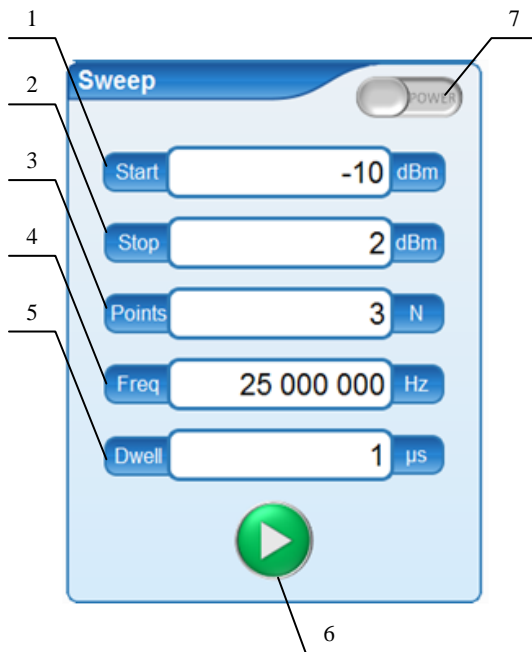 1
7
Sweep
POWER
2
Start -10 dBm
3
Stop 2 dBm
4
Points 3 N
5
Freq 25 000 000 Hz
Dwell 1 µs
6